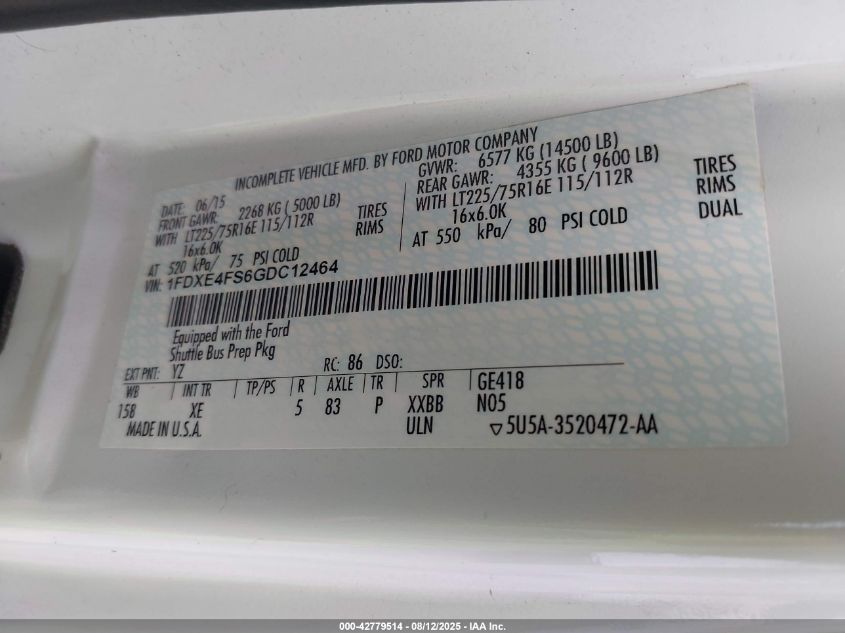 INCOMPLETE VEHICLE MFD. BY FORD MOTOR COMPANY
DATE: 06/15
GVWR: 6577 KG (14500 LB)
FRONT GAWR: 2268 KG ( 5000 LB)
REAR GAWR: 4355 KG ( 9600 LB)
WITH LT225/75R16E 115/112R TIRES
WITH LT225/75R16E 115/112R TIRES
16x6.0K RIMS
16x6.0K RIMS
AT 520 kPa/ 75 PSI COLD
AT 550 kPa/ 80 PSI COLD DUAL
VIN: 1FDXE4FS6GDC12464
Equipped with the Ford
Shuttle Bus Prep Pkg
EXT PNT: YZ RC: 86 DSO:
WB INT TR TP/PS R AXLE TR SPR GE418
158 XE 5 83 P XXBB N05
MADE IN U.S.A. ULN ▽5U5A-3520472-AA
000-42779514 - 08/12/2025 - IAA Inc.